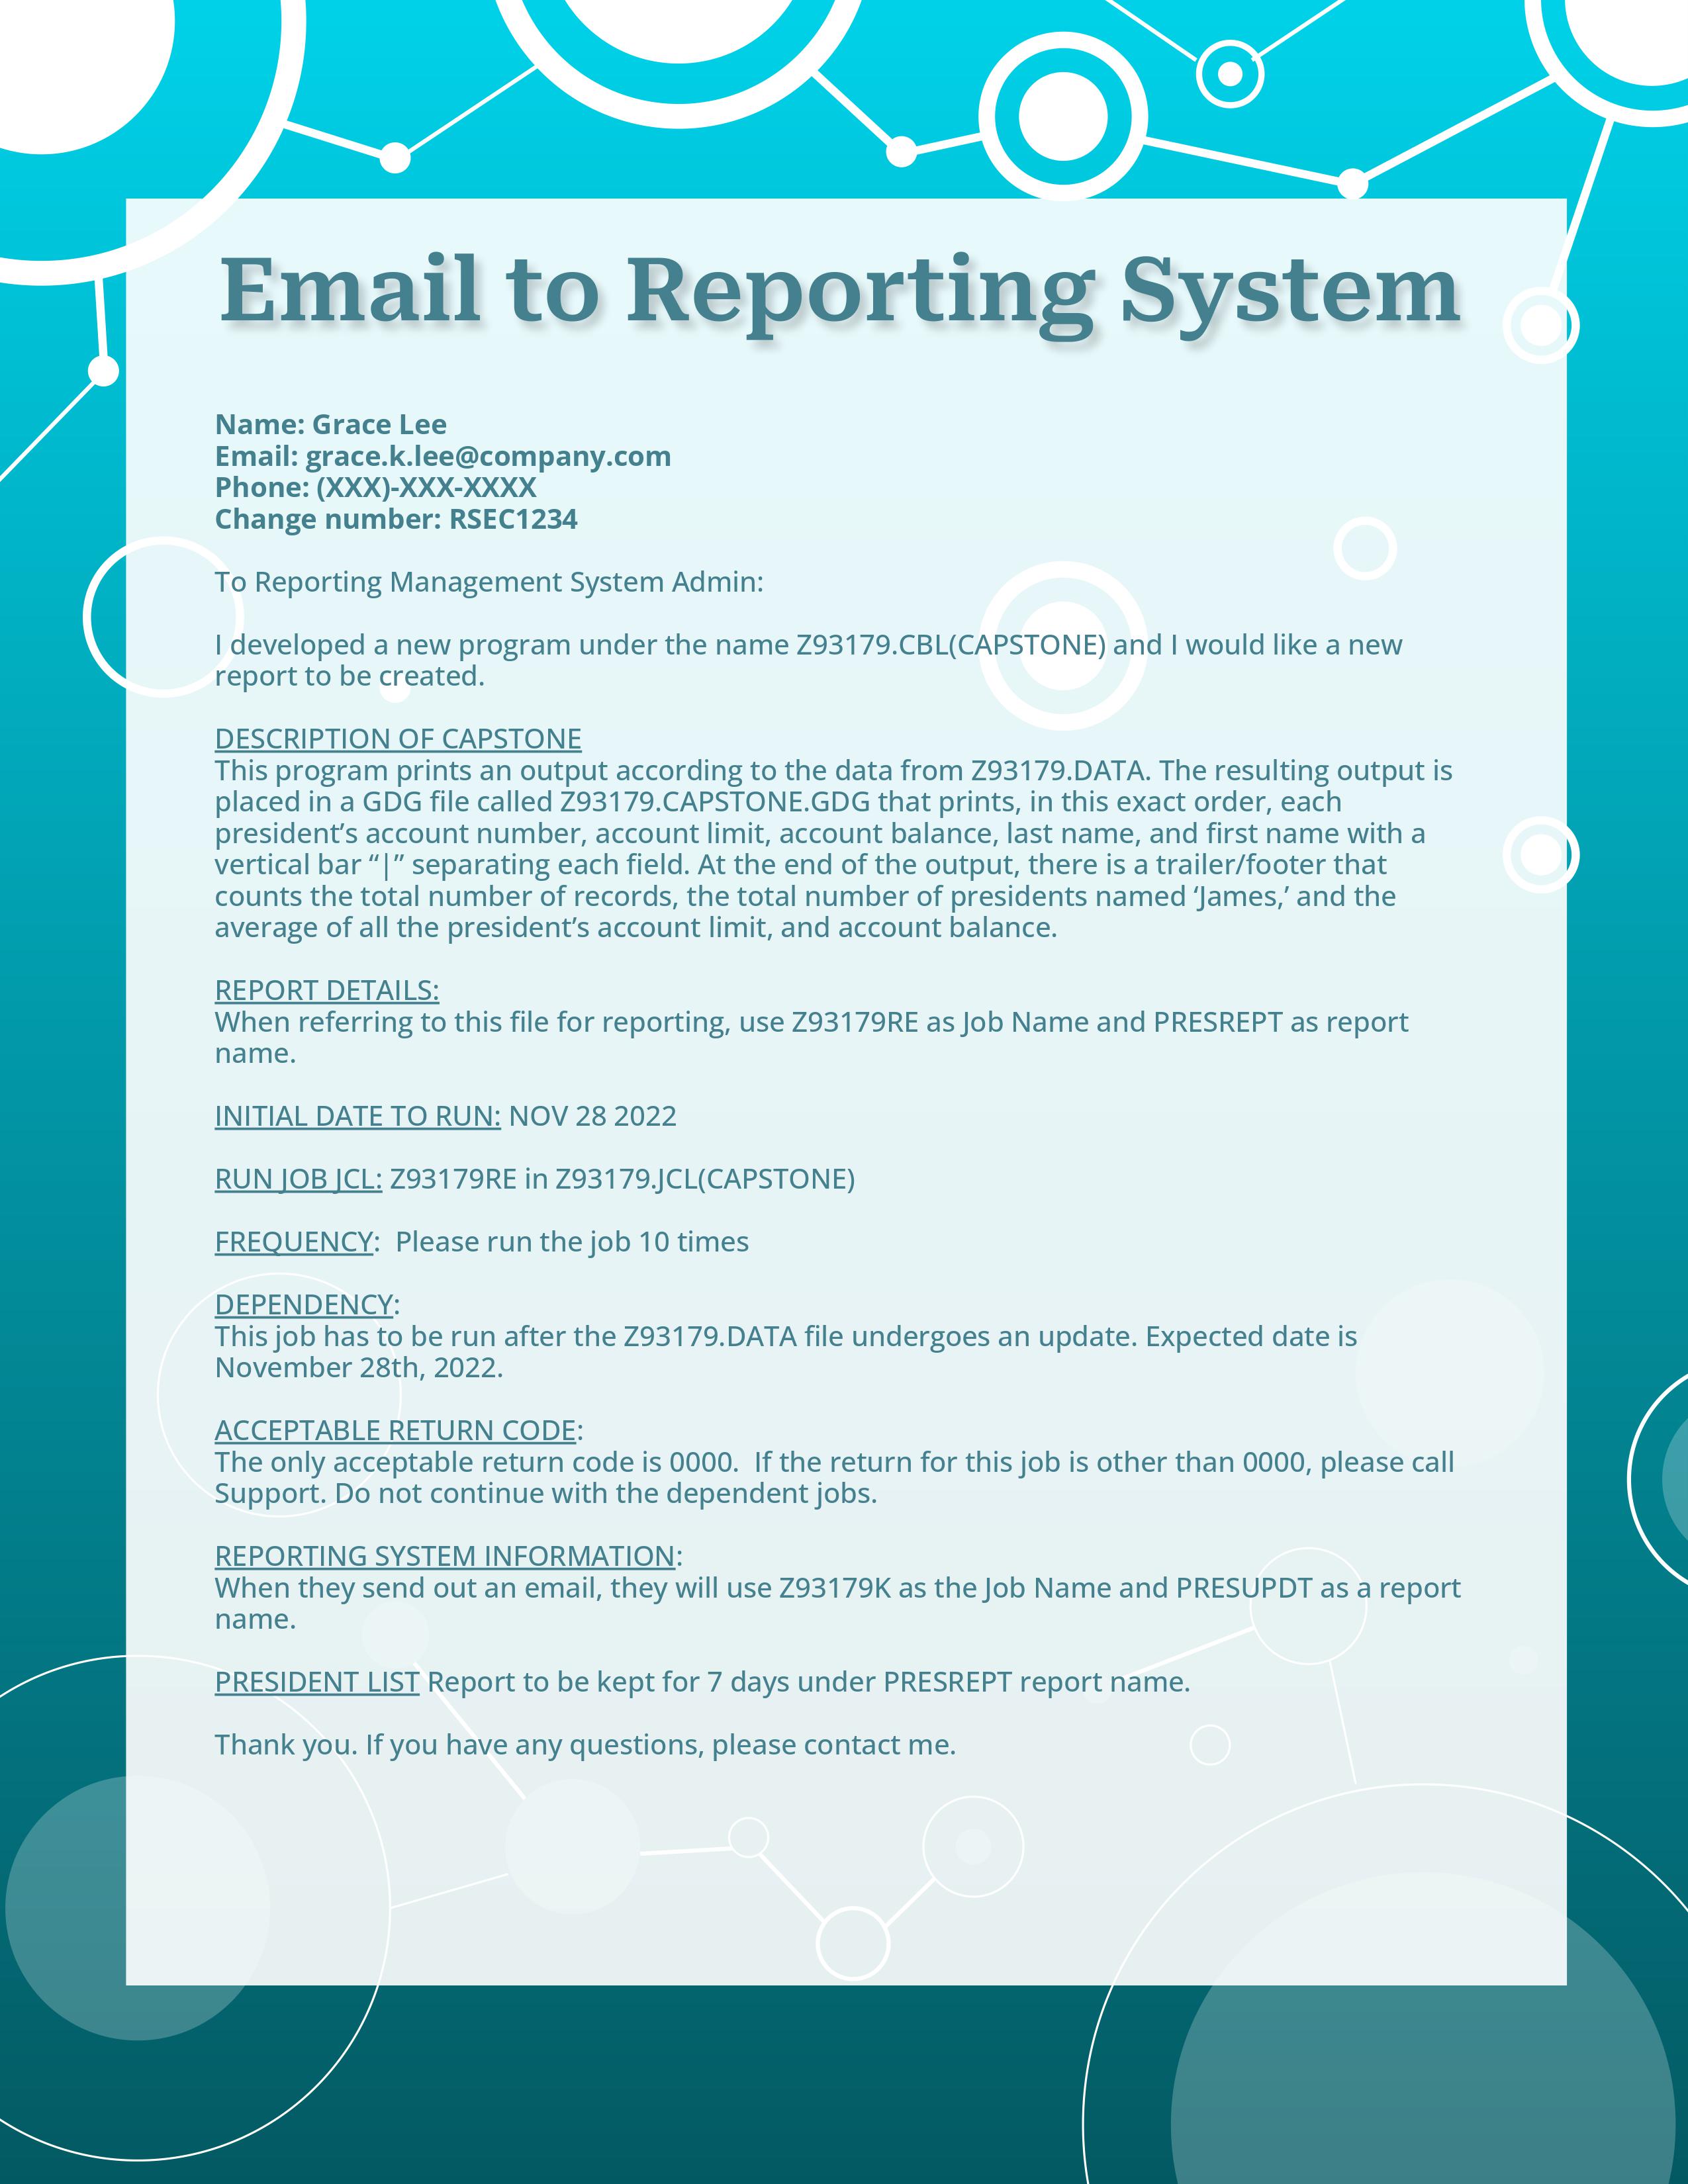 Email to Reporting System
Name: Grace Lee
Email: grace.k.lee@company.com
Phone: (XXX)-XXX-XXXX
Change number: RSEC1234
To Reporting Management System Admin:
I developed a new program under the name Z93179.CBL(CAPSTONE) and I would like a new
report to be created.
DESCRIPTION OF CAPSTONE
This program prints an output according to the data from Z93179.DATA. The resulting output is
placed in a GDG file called Z93179.CAPSTONE.GDG that prints, in this exact order, each
president’s account number, account limit, account balance, last name, and first name with a
vertical bar “|” separating each field. At the end of the output, there is a trailer/footer that
counts the total number of records, the total number of presidents named ‘James,’ and the
average of all the president’s account limit, and account balance.
REPORT DETAILS:
When referring to this file for reporting, use Z93179RE as Job Name and PRESREPT as report
name.
INITIAL DATE TO RUN: NOV 28 2022
RUN JOB JCL: Z93179RE in Z93179.JCL(CAPSTONE)
FREQUENCY:  Please run the job 10 times
DEPENDENCY:
This job has to be run after the Z93179.DATA file undergoes an update. Expected date is
November 28th, 2022.
ACCEPTABLE RETURN CODE:
The only acceptable return code is 0000.  If the return for this job is other than 0000, please call
Support. Do not continue with the dependent jobs.
REPORTING SYSTEM INFORMATION:
When they send out an email, they will use Z93179K as the Job Name and PRESUPDT as a report
name.
PRESIDENT LIST Report to be kept for 7 days under PRESREPT report name.
Thank you. If you have any questions, please contact me.